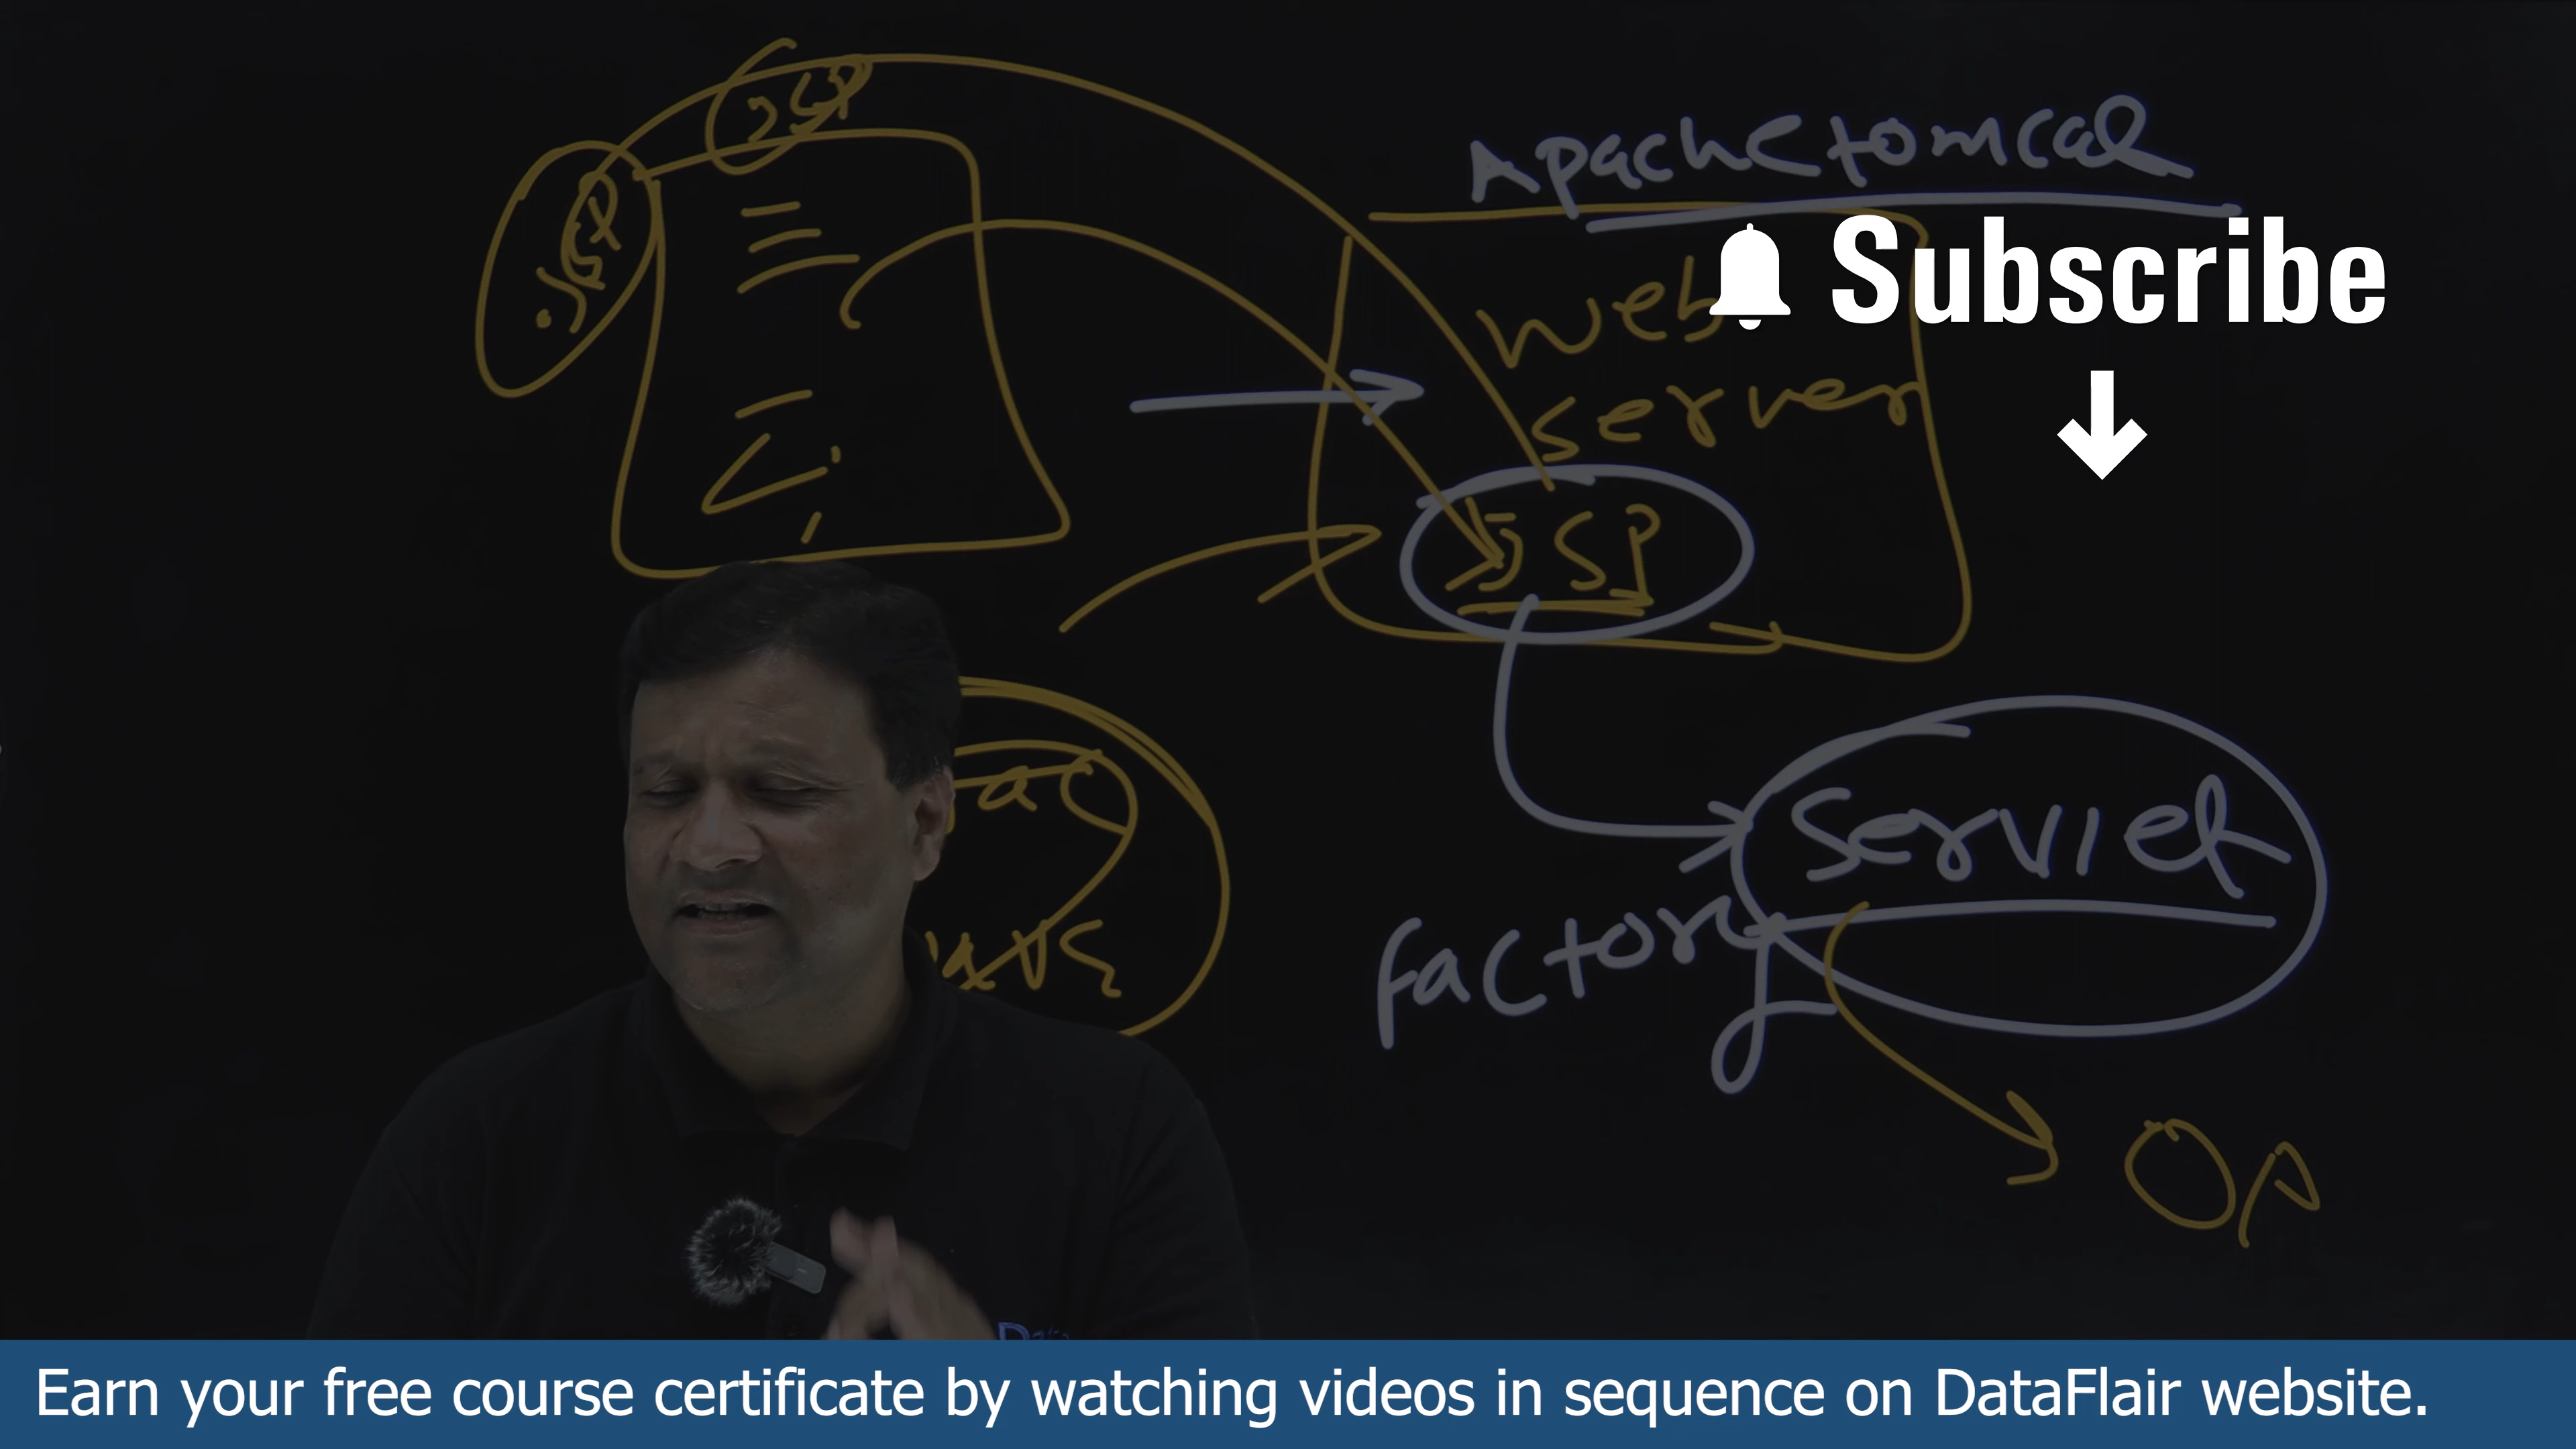 JSP
.JSP
Apache tomcat
web
server
JSP
Subscribe
servlet
factory
Earn your free course certificate by watching videos in sequence on DataFlair website.